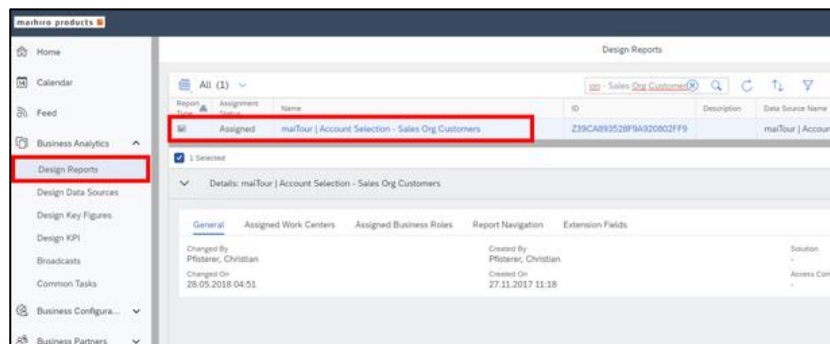 maihiro products
Design Reports
Home
Calendar
Feed
Business Analytics
Design Reports
Design Data Sources
Design Key Figures
Design KPI
Broadcasts
Common Tasks
Business Configura...
Business Partners
All (1)
ion - Sales Org Customer
Report Type
Assignment Status
Name
ID
Description
Data Source Name
Assigned
maiTour | Account Selection - Sales Org Customers
maiTour | Account
1 Selected
Details: maiTour | Account Selection - Sales Org Customers
General Assigned Work Centers Assigned Business Roles Report Navigation Extension Fields
Changed By
Pfisterer, Christian
Created By
Pfisterer, Christian
Solution
-
Changed On
28.05.2018 04:51
Created On
27.11.2017 11:18
Access Con
-